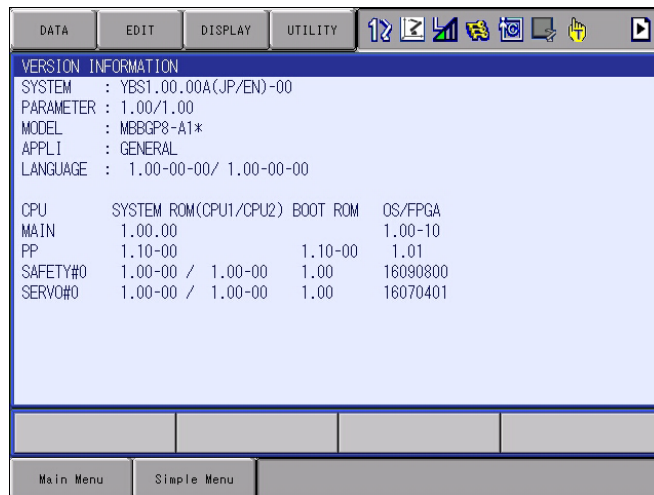 DATA EDIT DISPLAY UTILITY
VERSION INFORMATION
SYSTEM : YBS1.00.00A(JP/EN)-00
PARAMETER : 1.00/1.00
MODEL : MBBGP8-A1*
APPLI : GENERAL
LANGUAGE : 1.00-00-00/ 1.00-00-00
CPU SYSTEM ROM(CPU1/CPU2) BOOT ROM OS/FPGA
MAIN 1.00.00 1.00-10
PP 1.10-00 1.10-00 1.01
SAFETY#0 1.00-00 / 1.00-00 1.00 16090800
SERVO#0 1.00-00 / 1.00-00 1.00 16070401
Main Menu Simple Menu